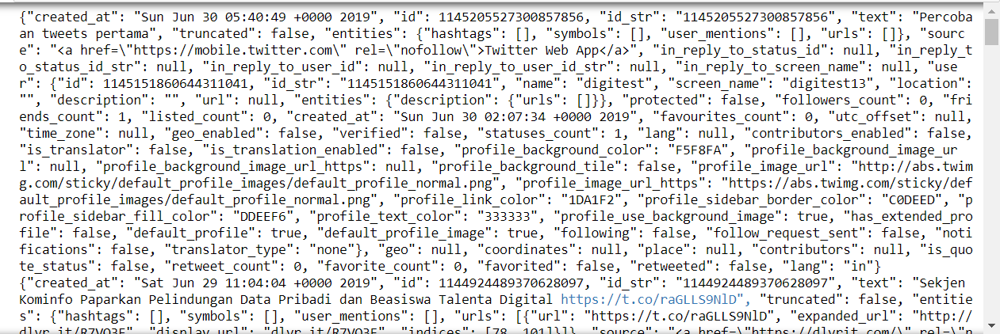 {"created_at": "Sun Jun 30 05:40:49 +0000 2019", "id": 1145205527300857856, "id_str": "1145205527300857856", "text": "Percoba
an tweets pertama", "truncated": false, "entities": {"hashtags": [], "symbols": [], "user_mentions": [], "urls": []}, "sourc
e": "<a href=\"https://mobile.twitter.com\" rel=\"nofollow\">Twitter Web App</a>", "in_reply_to_status_id": null, "in_reply_t
o_status_id_str": null, "in_reply_to_user_id": null, "in_reply_to_user_id_str": null, "in_reply_to_screen_name": null, "use
r": {"id": 1145151860644311041, "id_str": "1145151860644311041", "name": "digitest", "screen_name": "digitest13", "location":
"", "description": "", "url": null, "entities": {"description": {"urls": []}}, "protected": false, "followers_count": 0, "fri
ends_count": 1, "listed_count": 0, "created_at": "Sun Jun 30 02:07:34 +0000 2019", "favourites_count": 0, "utc_offset": null,
"time_zone": null, "geo_enabled": false, "verified": false, "statuses_count": 1, "lang": null, "contributors_enabled": false,
"is_translator": false, "is_translation_enabled": false, "profile_background_color": "F5F8FA", "profile_background_image_ur
l": null, "profile_background_image_url_https": null, "profile_background_tile": false, "profile_image_url": "http://abs.twim
g.com/sticky/default_profile_images/default_profile_normal.png", "profile_image_url_https": "https://abs.twimg.com/sticky/def
ault_profile_images/default_profile_normal.png", "profile_link_color": "1DA1F2", "profile_sidebar_border_color": "C0DEED", "p
rofile_sidebar_fill_color": "DDEEF6", "profile_text_color": "333333", "profile_use_background_image": true, "has_extended_pro
file": false, "default_profile": true, "default_profile_image": true, "following": false, "follow_request_sent": false, "noti
fications": false, "translator_type": "none"}, "geo": null, "coordinates": null, "place": null, "contributors": null, "is_quo
te_status": false, "retweet_count": 0, "favorite_count": 0, "favorited": false, "retweeted": false, "lang": "in"}
{"created_at": "Sat Jun 29 11:04:04 +0000 2019", "id": 1144924489370628097, "id_str": "1144924489370628097", "text": "Sekjen
Kominfo Paparkan Pelindungan Data Pribadi dan Beasiswa Talenta Digital https://t.co/raGLLS9NlD", "truncated": false, "entitie
s": {"hashtags": [], "symbols": [], "user_mentions": [], "urls": [{"url": "https://t.co/raGLLS9NlD", "expanded_url": "http://
dlvr.it/R7VQ3F", "display_url": "dlvr.it/R7VQ3F", "indices": [78, 101]}]}, "source": "<a href=\"https://dlvrit.com/\" rel=\"n